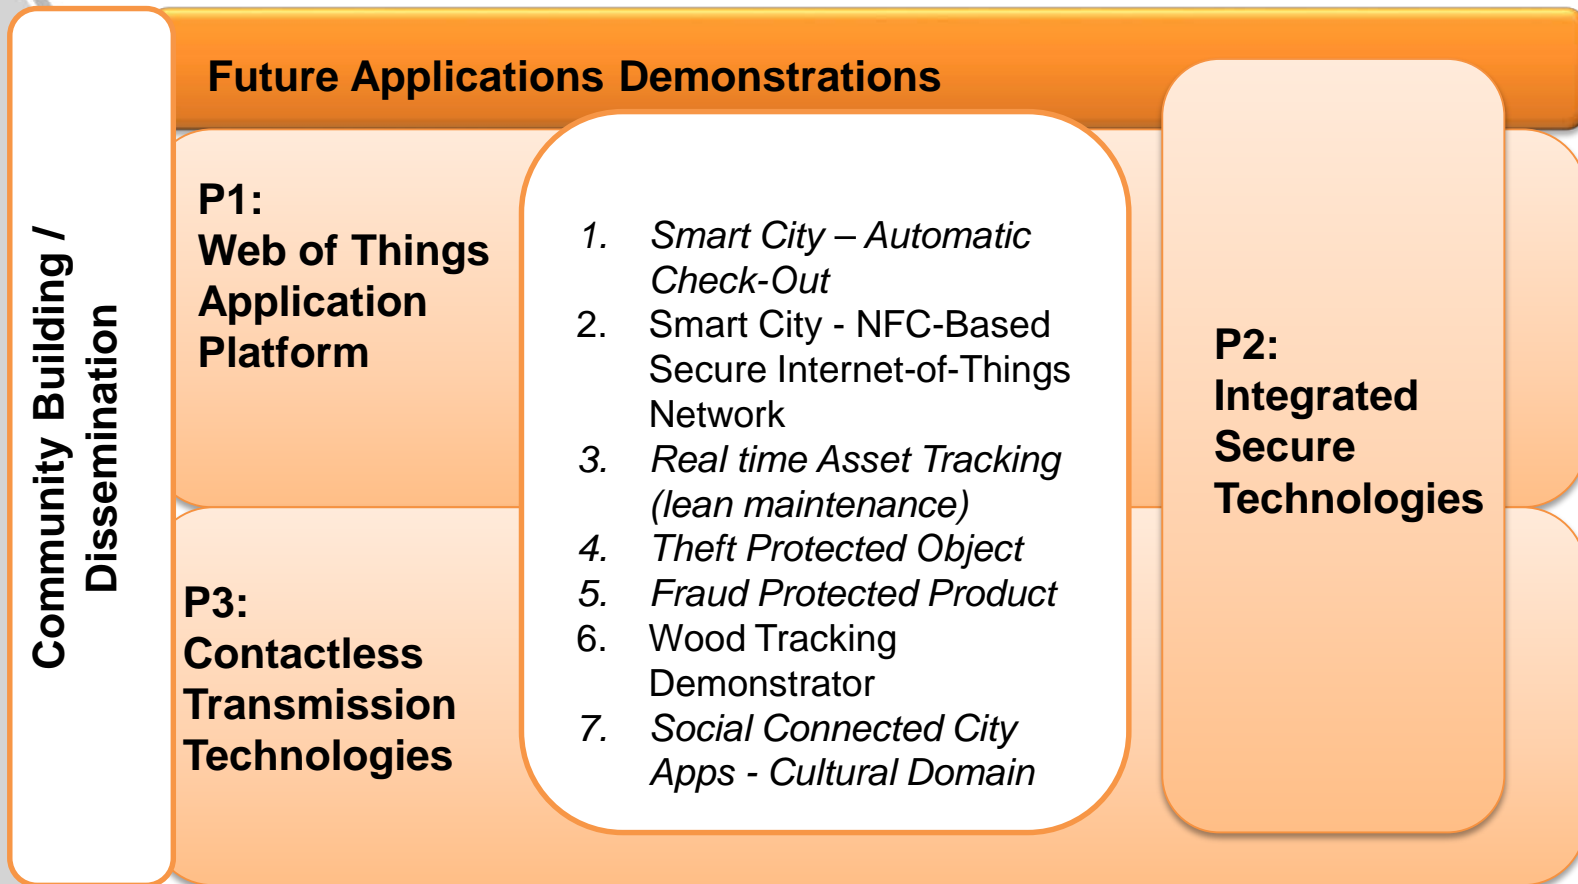 Community Building /
Dissemination
Future Applications Demonstrations
P1:
Web of Things
Application
Platform
P3:
Contactless
Transmission
Technologies
1. Smart City – Automatic
Check-Out
2. Smart City - NFC-Based
Secure Internet-of-Things
Network
3. Real time Asset Tracking
(lean maintenance)
4. Theft Protected Object
5. Fraud Protected Product
6. Wood Tracking
Demonstrator
7. Social Connected City
Apps - Cultural Domain
P2:
Integrated
Secure
Technologies